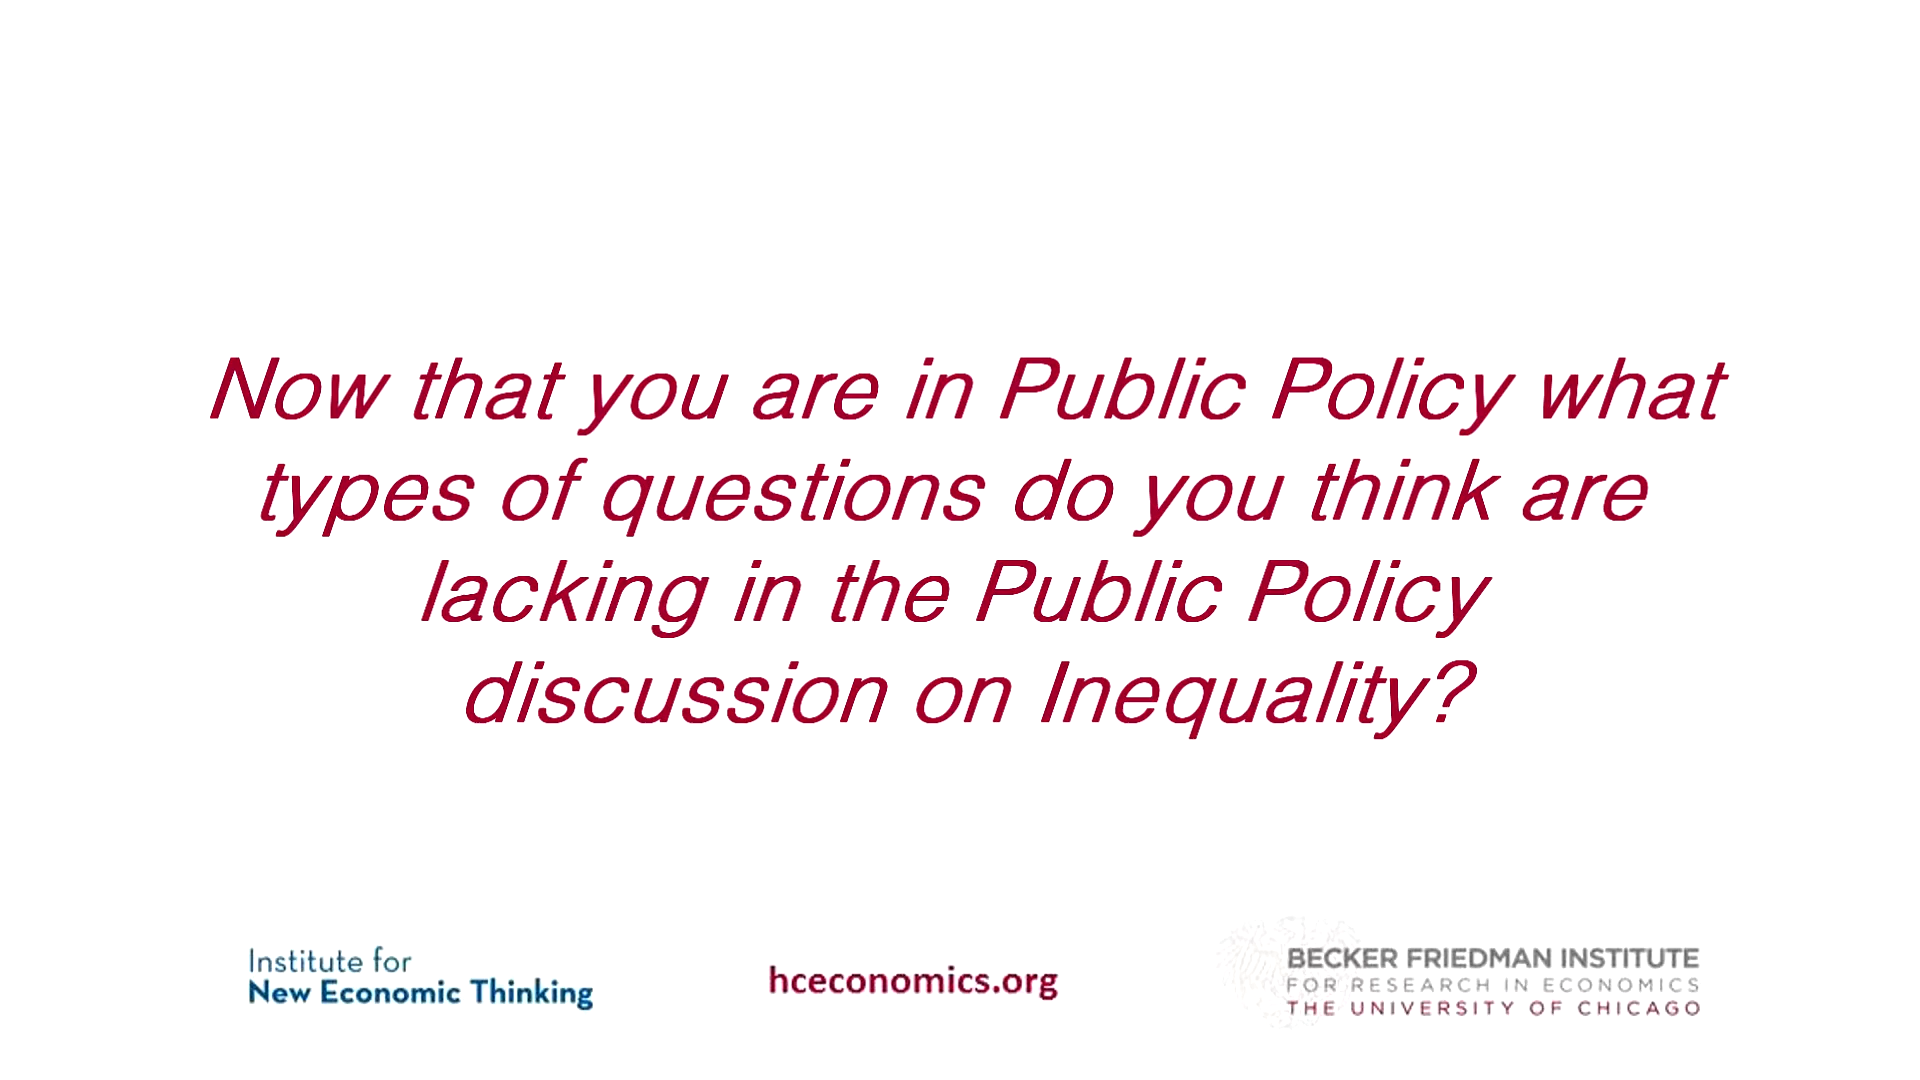 Now that you are in Public Policy what
types of questions do you think are
lacking in the Public Policy
discussion on Inequality?
Institute for
New Economic Thinking
hceconomics.org
BECKER FRIEDMAN INSTITUTE
FOR RESEARCH IN ECONOMICS
THE UNIVERSITY OF CHICAGO